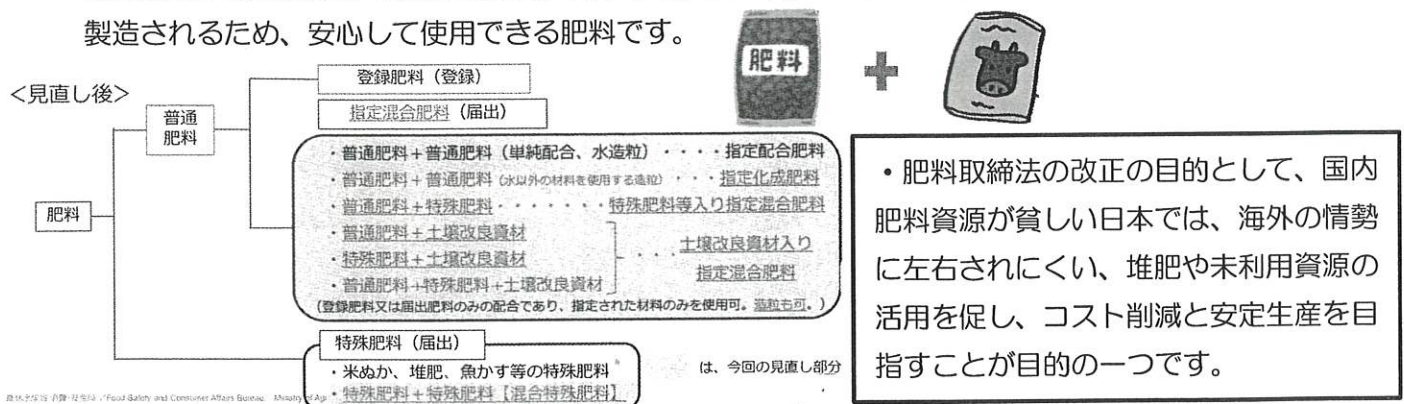 製造されるため、安心して使用できる肥料です。
肥料
<見直し後>
普通
肥料
肥料
登録肥料（登録）
指定混合肥料（届出）
・普通肥料＋普通肥料（単純配合、水造粒）・・・・指定配合肥料
・普通肥料＋普通肥料（水以外の材料を使用する造粒）・・・指定化成肥料
・普通肥料＋特殊肥料・・・・・・・特殊肥料等入り指定混合肥料
・普通肥料＋土壌改良資材
・特殊肥料＋土壌改良資材
・普通肥料＋特殊肥料＋土壌改良資材
・・・土壌改良資材入り
指定混合肥料
（登録肥料又は届出肥料のみの配合であり、指定された材料のみを使用可。造粒も可。）
特殊肥料（届出）
・米ぬか、堆肥、魚かす等の特殊肥料
・特殊肥料＋特殊肥料【混合特殊肥料】
は、今回の見直し部分
Food Safety and Consumer Affairs Bureau, Ministry of Ag
・肥料取締法の改正の目的として、国内
肥料資源が貧しい日本では、海外の情勢
に左右されにくい、堆肥や未利用資源の
活用を促し、コスト削減と安定生産を目
指すことが目的の一つです。